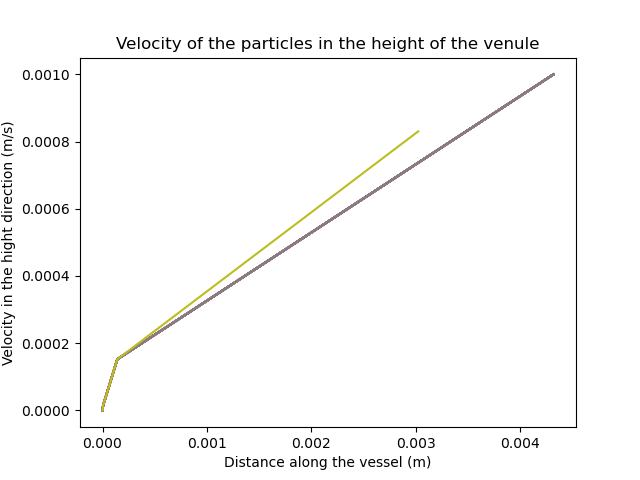 Velocity of the particles in the height of the venule
0.0010
0.0008
0.0006
0.0004
0.0002
0.0000
Velocity in the hight direction (m/s)
0.000 0.001 0.002 0.003 0.004
Distance along the vessel (m)